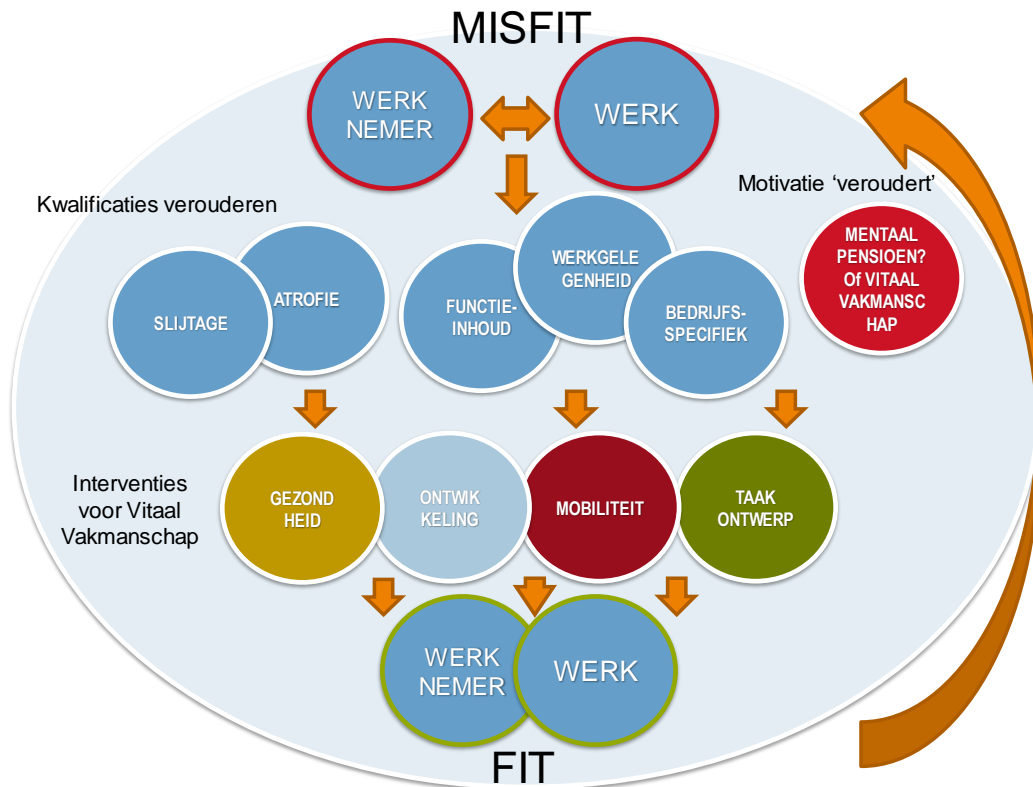 MISFIT
WERK
NEMER
WERK
Kwalificaties verouderen
Motivatie ‘veroudert’
SLIJTAGE
ATROFIE
FUNCTIE-
INHOUD
WERKGELE
GENHEID
BEDRIJFS-
SPECIFIEK
MENTAAL
PENSIOEN?
Of VITAAL
VAKMANSC
HAP
Interventies
voor Vitaal
Vakmanschap
GEZOND
HEID
ONTWIK
KELING
MOBILITEIT
TAAK
ONTWERP
WERK
NEMER
WERK
FIT